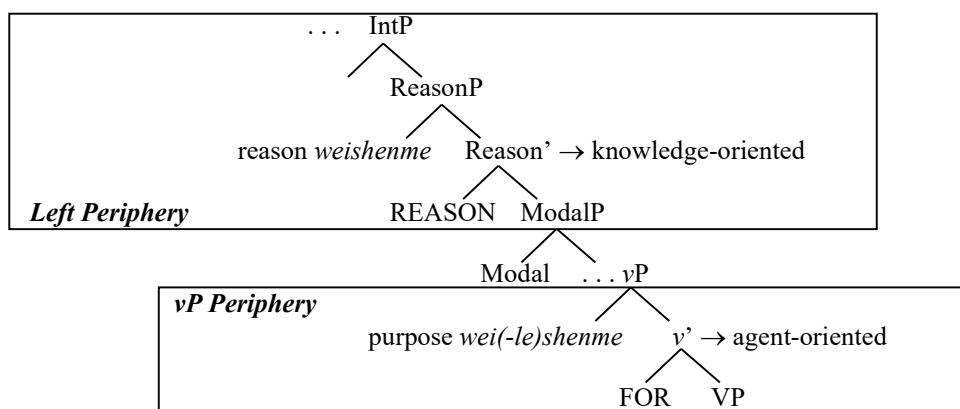 . . . IntP
ReasonP
reason weishenme Reason’ → knowledge-oriented
Left Periphery REASON ModalP
Modal . . . vP
vP Periphery
purpose wei(-le)shenme v’ → agent-oriented
FOR VP